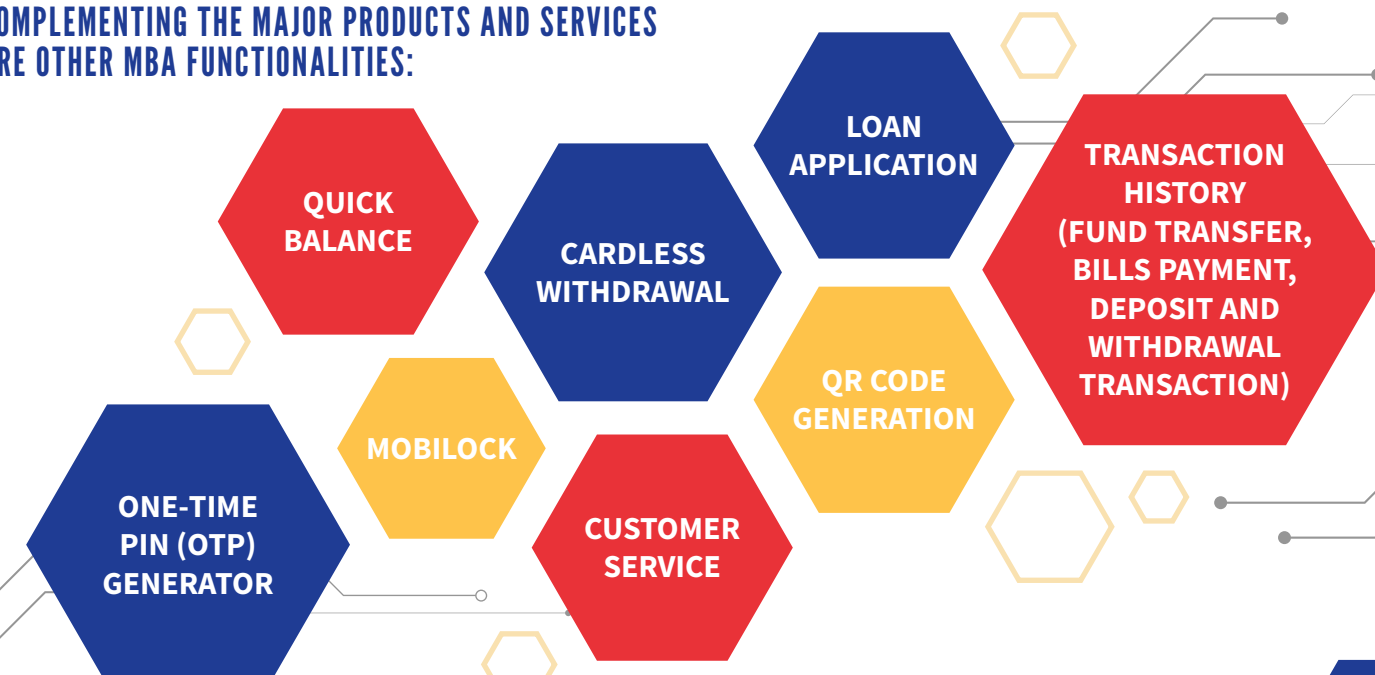 OMPLEMENTING THE MAJOR PRODUCTS AND SERVICES
RE OTHER MBA FUNCTIONALITIES:
QUICK
BALANCE
CARDLESS
WITHDRAWAL
LOAN
APPLICATION
TRANSACTION
HISTORY
(FUND TRANSFER,
BILLS PAYMENT,
DEPOSIT AND
WITHDRAWAL
TRANSACTION)
ONE-TIME
PIN (OTP)
GENERATOR
MOBILOCK
CUSTOMER
SERVICE
QR CODE
GENERATION